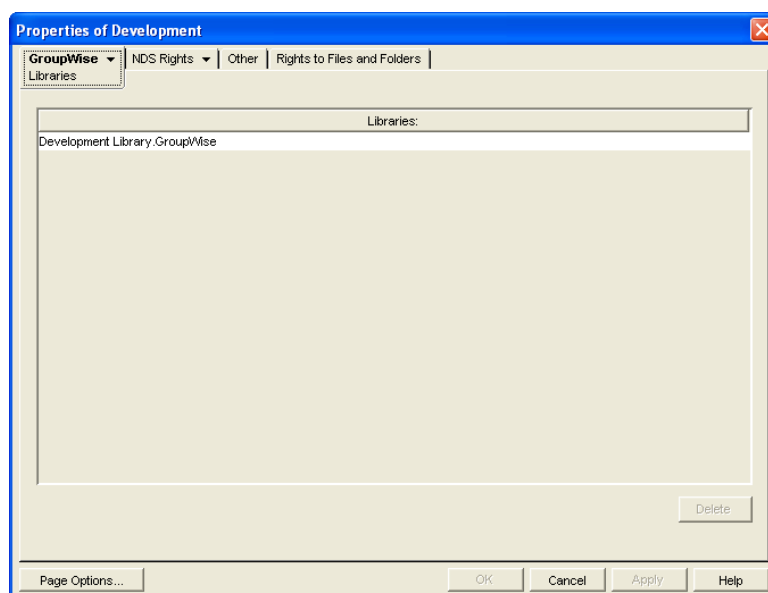 Properties of Development
GroupWise NDS Rights Other Rights to Files and Folders
Libraries
Libraries:
Development Library.GroupWise
Delete
Page Options... OK Cancel Apply Help